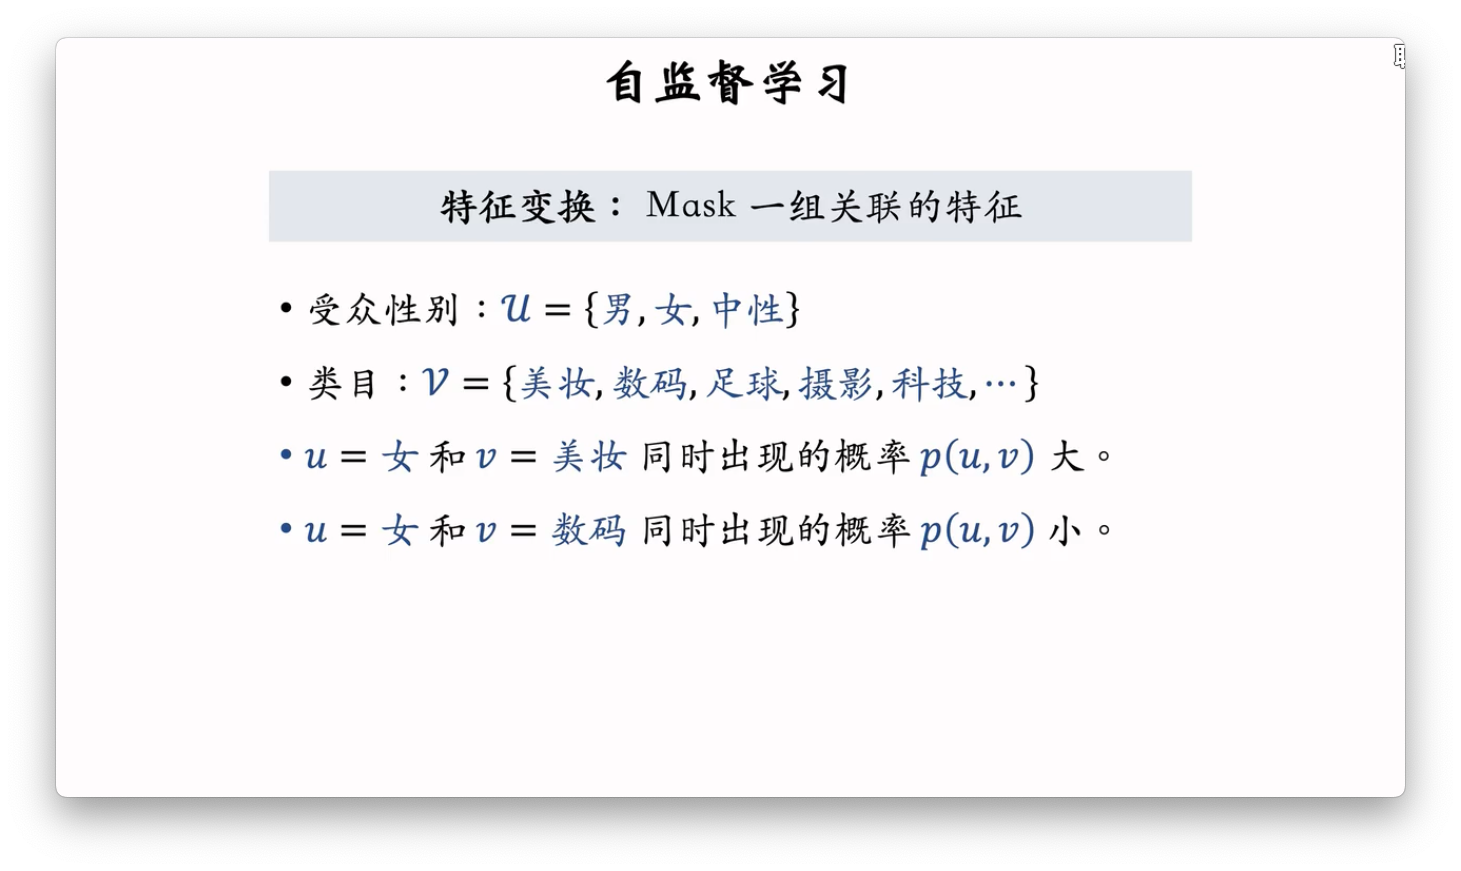 自监督学习
特征变换： Mask 一组关联的特征
• 受众性别：𝒰 = {男, 女, 中性}
• 类目：𝒱 = {美妆, 数码, 足球, 摄影, 科技, ⋯}
• u = 女 和 v = 美妆 同时出现的概率 p(u, v) 大。
• u = 女 和 v = 数码 同时出现的概率 p(u, v) 小。